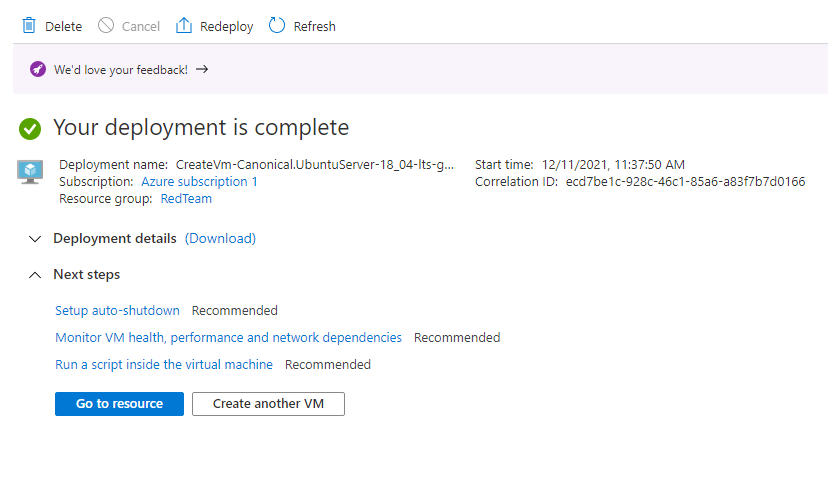 Delete Cancel Redeploy Refresh
We'd love your feedback! →
Your deployment is complete
Deployment name: CreateVm-Canonical.UbuntuServer-18_04-lts-g... Start time: 12/11/2021, 11:37:50 AM
Subscription: Azure subscription 1 Correlation ID: ecd7be1c-928c-46c1-85a6-a83f7b7d0166
Resource group: RedTeam
Deployment details (Download)
Next steps
Setup auto-shutdown Recommended
Monitor VM health, performance and network dependencies Recommended
Run a script inside the virtual machine Recommended
Go to resource Create another VM